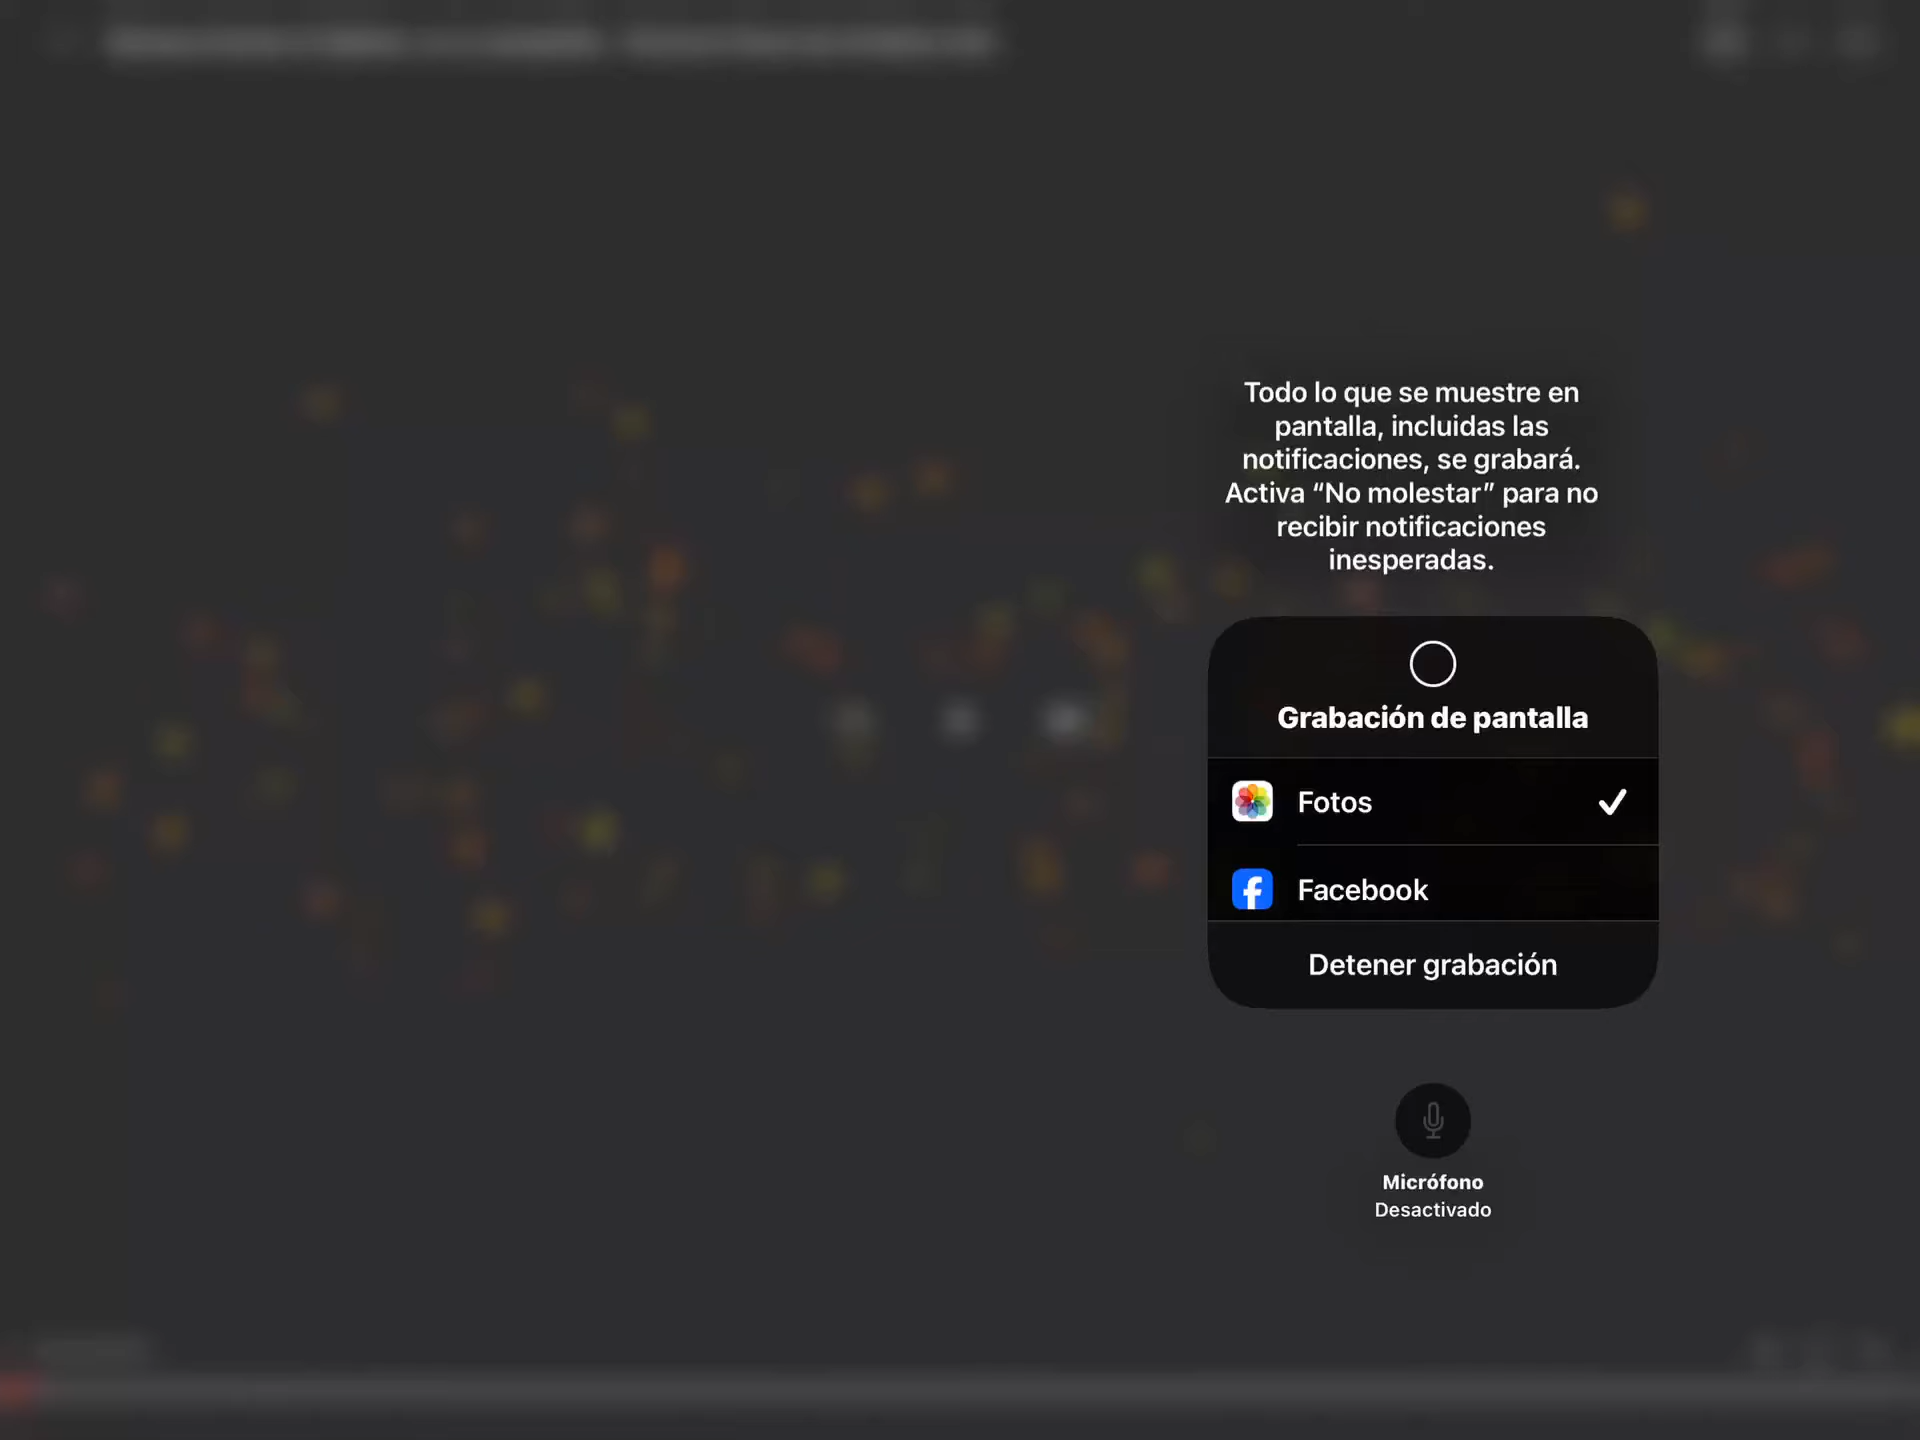 Todo lo que se muestre en
pantalla, incluidas las
notificaciones, se grabará.
Activa “No molestar” para no
recibir notificaciones
inesperadas.
Grabación de pantalla
Fotos
Facebook
Detener grabación
Micrófono
Desactivado